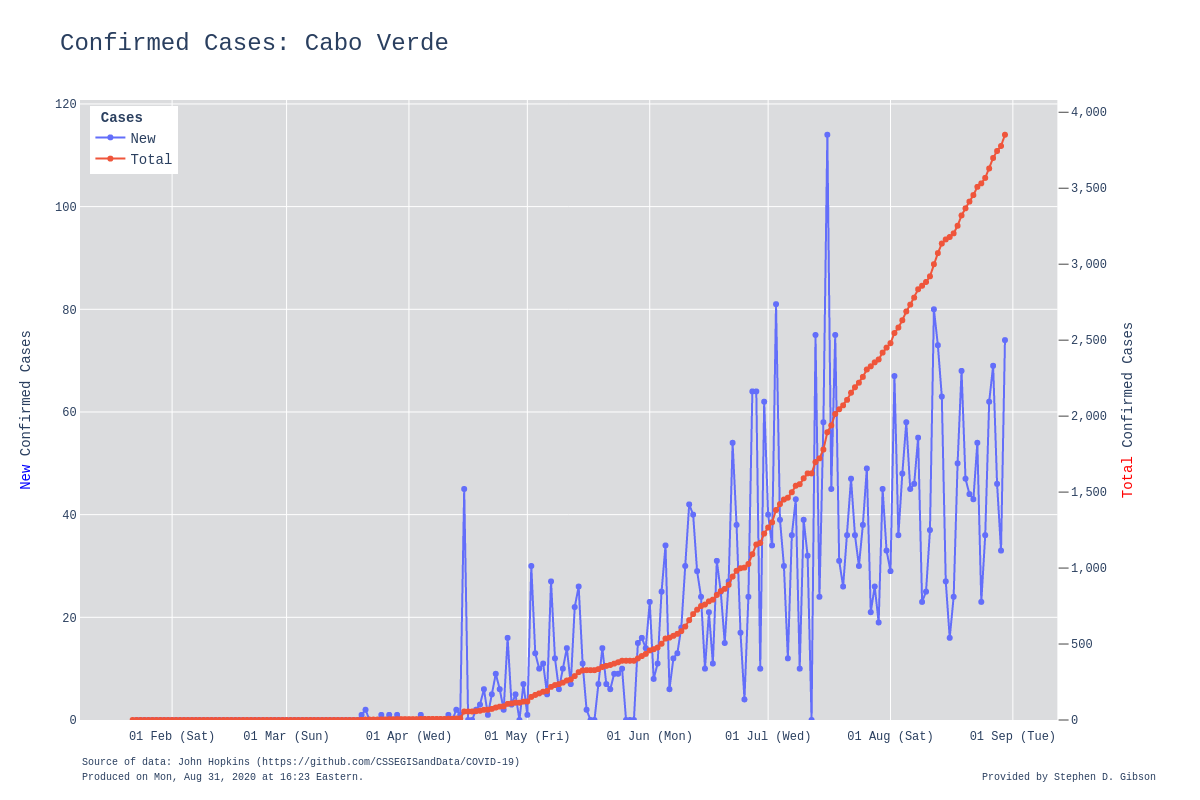 Confirmed Cases: Cabo Verde
Cases
New
Total
120
100
80
60
40
20
0
4,000
3,500
3,000
2,500
2,000
1,500
1,000
500
0
New Confirmed Cases
Total Confirmed Cases
01 Feb (Sat) 01 Mar (Sun) 01 Apr (Wed) 01 May (Fri) 01 Jun (Mon) 01 Jul (Wed) 01 Aug (Sat) 01 Sep (Tue)
Source of data: John Hopkins (https://github.com/CSSEGISandData/COVID-19)
Produced on Mon, Aug 31, 2020 at 16:23 Eastern.
Provided by Stephen D. Gibson